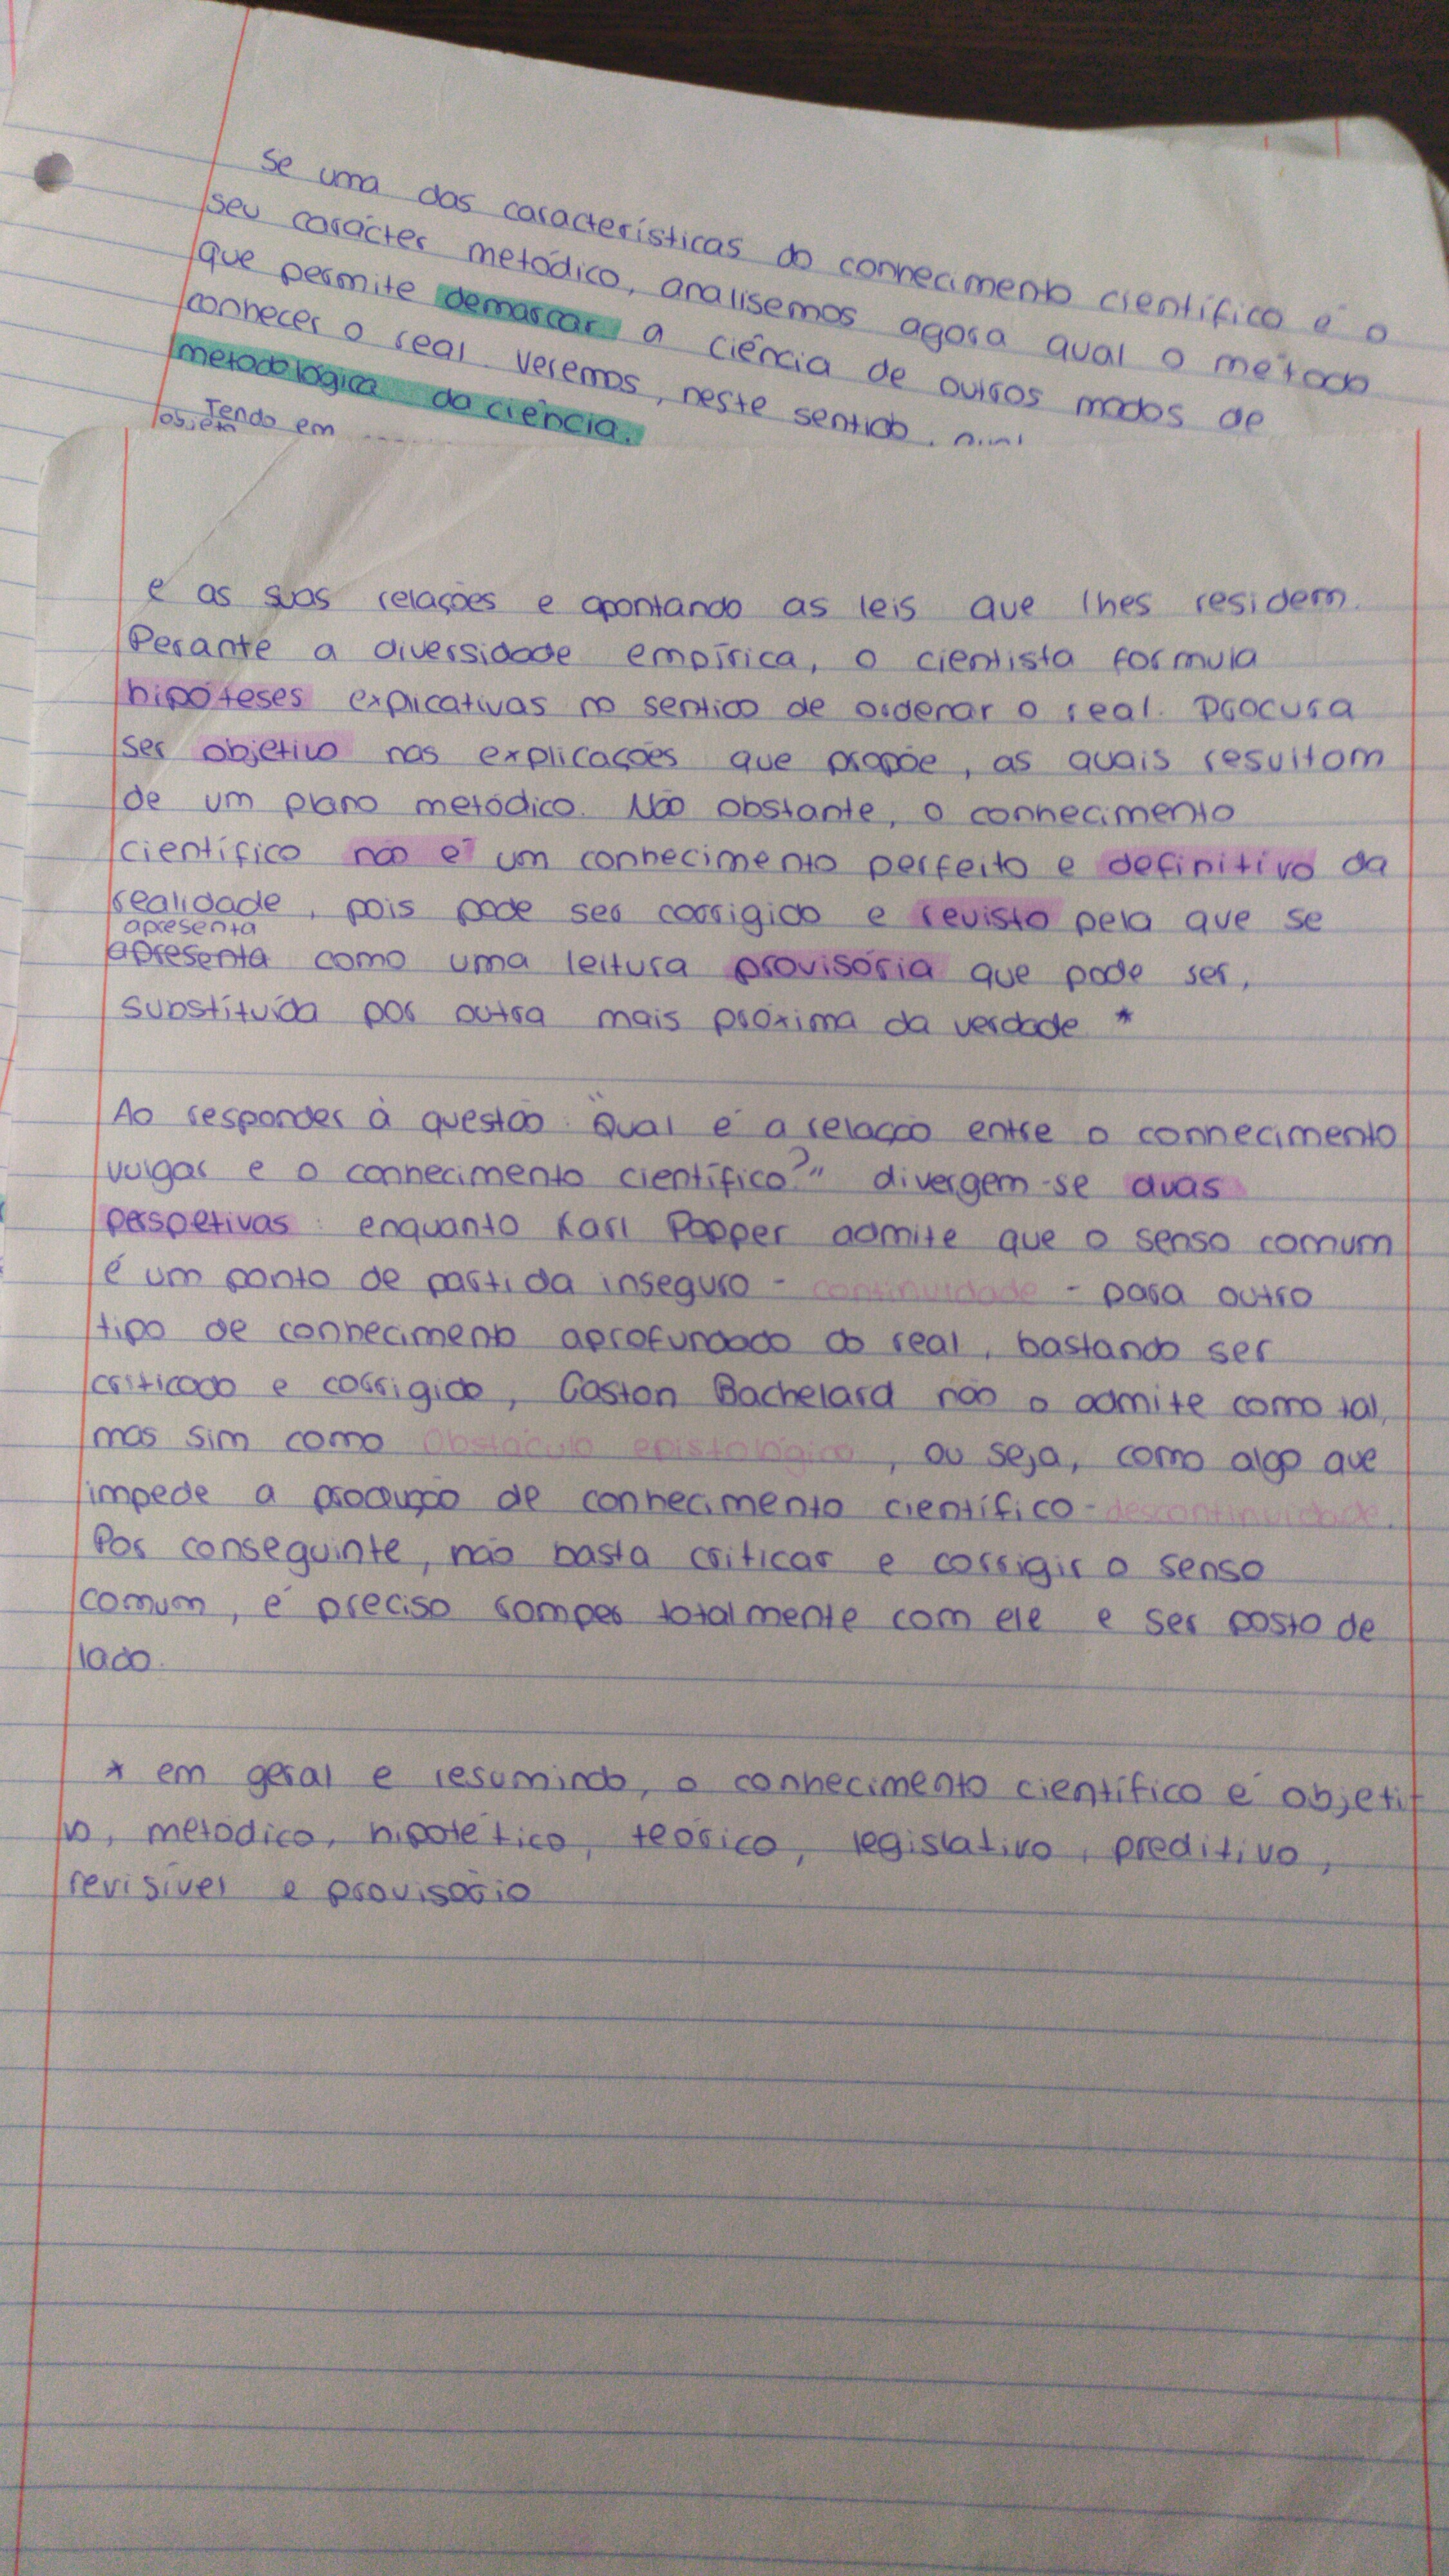 Se uma das características do conhecimento científico é o
seu carácter metódico, analisemos agora qual o método
que permite demarcar a ciência de outros modos de
conhecer o real. Veremos, neste sentido,
metodológica da ciência.
Tendo em
e as suas relações e apontando as leis que lhes residem.
Perante a diversidade empírica, o cientista formula
hipóteses explicativas no sentido de ordenar o real. Procura
ser objetivo nas explicações que propõe, as quais resultam
de um plano metódico. Não obstante, o conhecimento
científico não é um conhecimento perfeito e definitivo da
realidade, pois pode ser corrigido e revisto pela que se
apresenta
apresenta como uma leitura provisória que pode ser,
substítuída por outra mais próxima da verdade *
Ao responder à questão: "Qual é a relação entre o conhecimento
vulgar e o conhecimento científico?" divergem-se duas
perspetivas: enquanto Karl Popper admite que o senso comum
é um ponto de partida inseguro - continuidade - para outro
tipo de conhecimento aprofundado do real, bastando ser
criticado e corrigido, Gaston Bachelard não o admite como tal,
mas sim como obstáculo epistológico, ou seja, como algo que
impede a produção de conhecimento científico - descontinuidade.
Por conseguinte, não basta criticar e corrigir o senso
comum, é preciso romper totalmente com ele e ser posto de
lado.
* em geral e resumindo, o conhecimento científico é objeti
vo, metódico, hipotético, teórico, legislativo, preditivo,
revisível e provisório